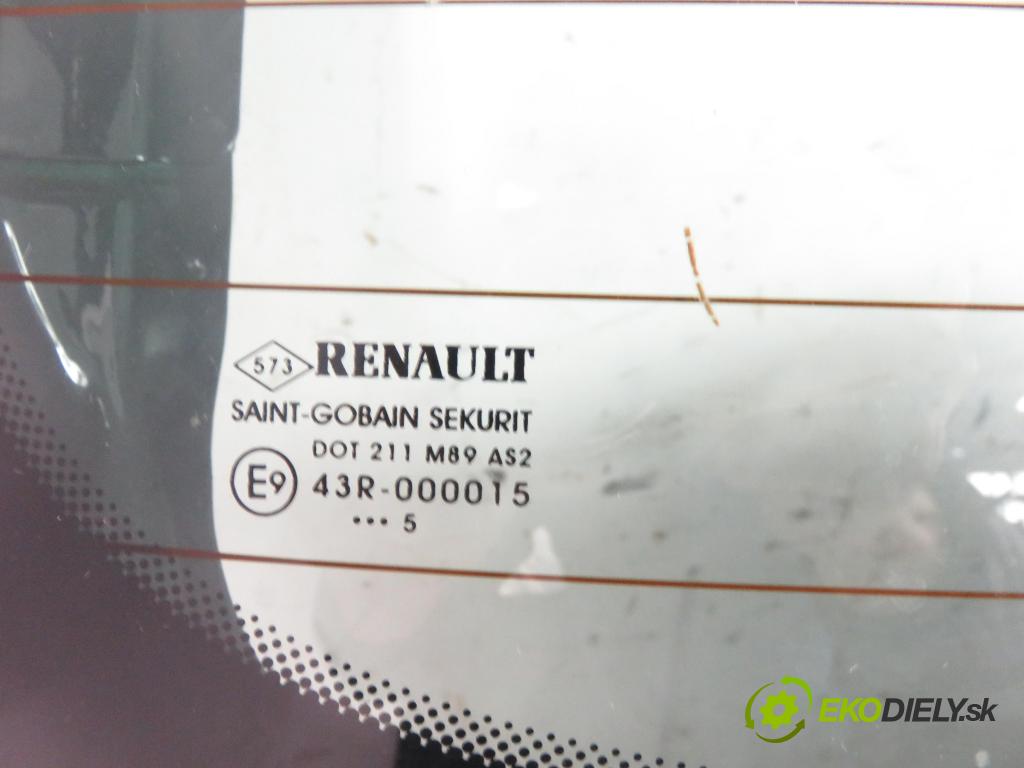 573 RENAULT
SAINT-GOBAIN SEKURIT
DOT 211 M89 AS2
E9 43R-000015
••• 5
EKODIELY.sk